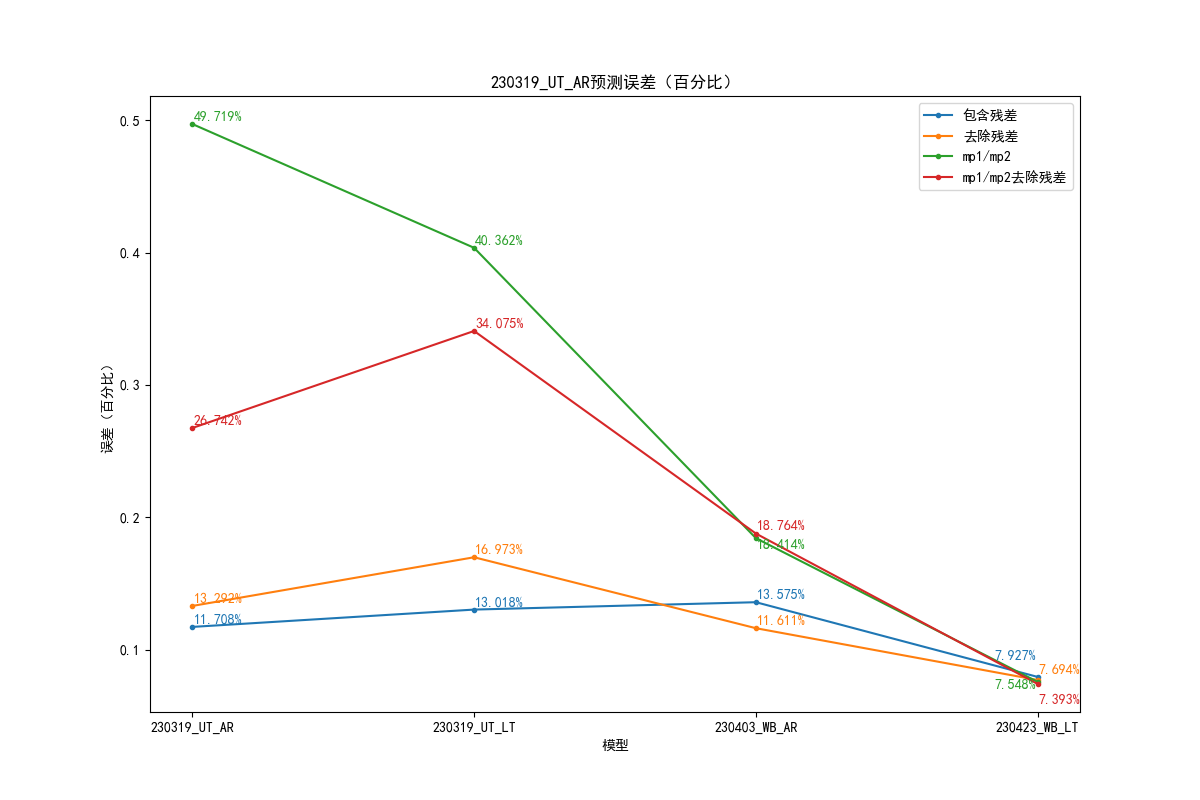 230319_UT_AR预测误差（百分比）
包含残差
去除残差
mp1/mp2
mp1/mp2去除残差
误差（百分比）
0.5
0.4
0.3
0.2
0.1
49.719%
40.362%
34.075%
26.742%
18.764%
18.414%
16.973%
13.292%
11.708%
13.018%
13.575%
11.611%
7.927%
7.694%
7.548%
7.393%
230319_UT_AR
230319_UT_LT
230403_WB_AR
230423_WB_LT
模型